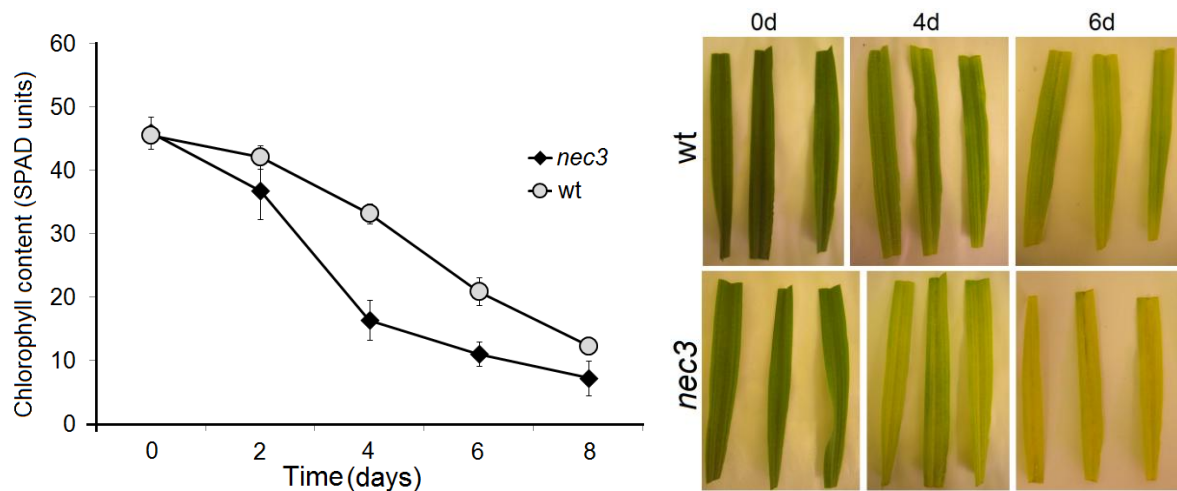 60
50
40
30
20
10
0
Chlorophyll content (SPAD units)
0 2 4 6 8
Time (days)
nec3
wt
0d 4d 6d
wt
nec3